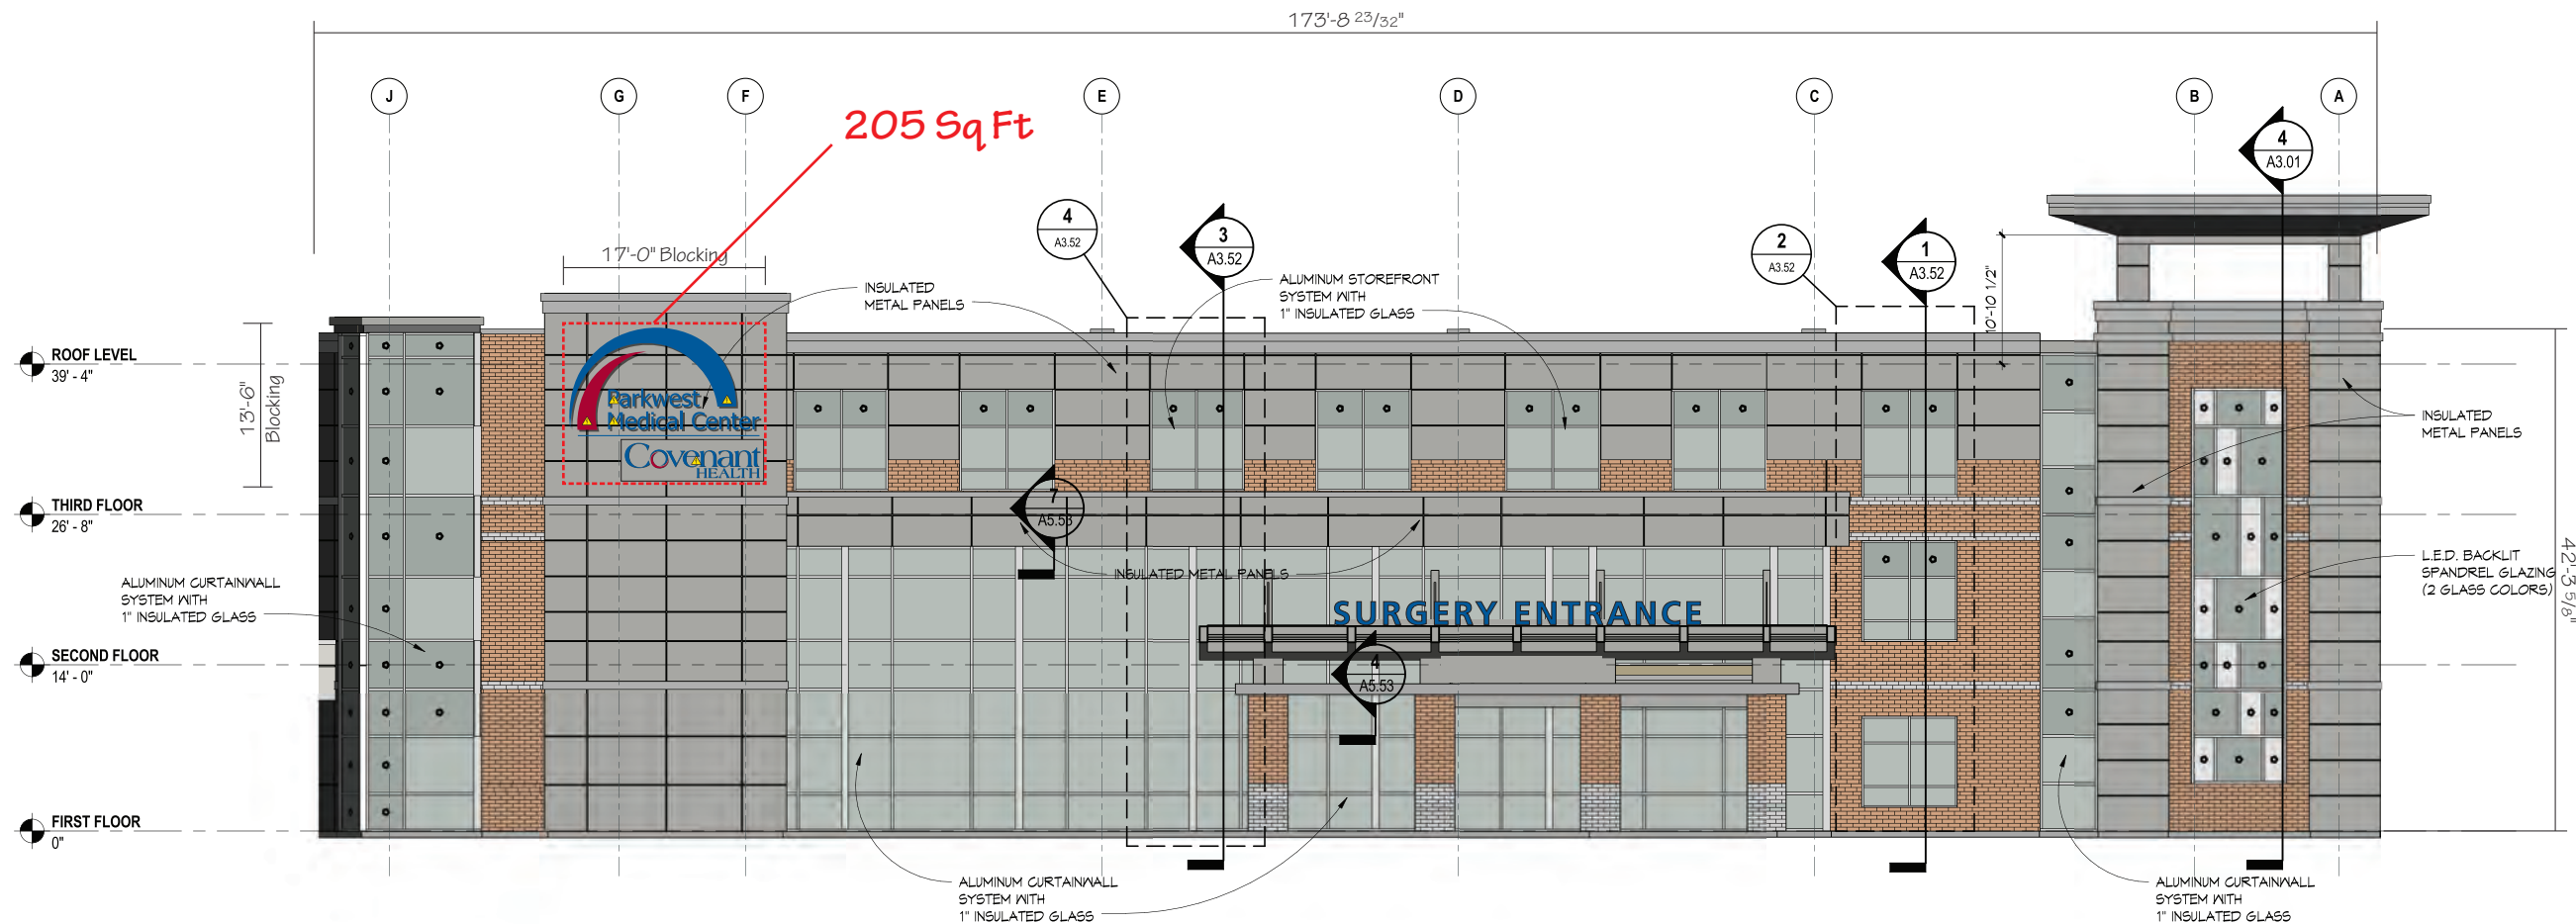 173'-8 23/32"
J
G
F
E
D
C
B
A
205 Sq Ft
4
A3.01
4
A3.52
3
A3.52
2
A3.52
1
A3.52
17'-0" Blocking
INSULATED
METAL PANELS
ALUMINUM STOREFRONT
SYSTEM WITH
1" INSULATED GLASS
10'-10 1/2"
ROOF LEVEL
39' - 4"
13'-6"
Blocking
Parkwest
Medical Center
Covenant
HEALTH
INSULATED
METAL PANELS
THIRD FLOOR
26' - 8"
7
A5.53
INSULATED METAL PANELS
ALUMINUM CURTAINWALL
SYSTEM WITH
1" INSULATED GLASS
SURGERY ENTRANCE
L.E.D. BACKLIT
SPANDREL GLAZING
(2 GLASS COLORS)
42'-3 5/8"
SECOND FLOOR
14' - 0"
4
A5.53
FIRST FLOOR
0"
ALUMINUM CURTAINWALL
SYSTEM WITH
1" INSULATED GLASS
ALUMINUM CURTAINWALL
SYSTEM WITH
1" INSULATED GLASS